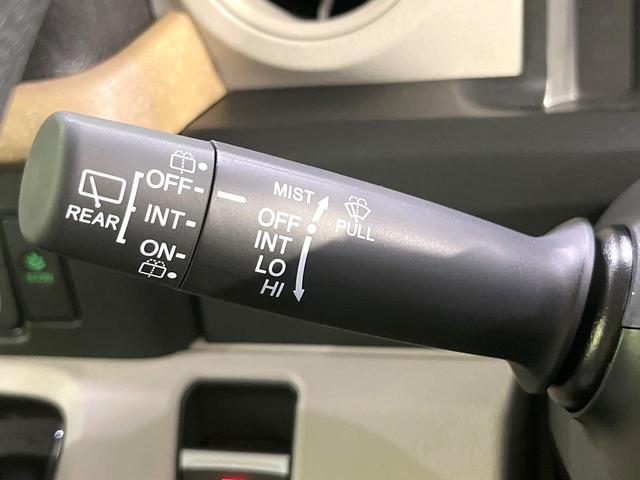 REAR
OFF
INT
ON
MIST
OFF
INT
LO
HI
PULL